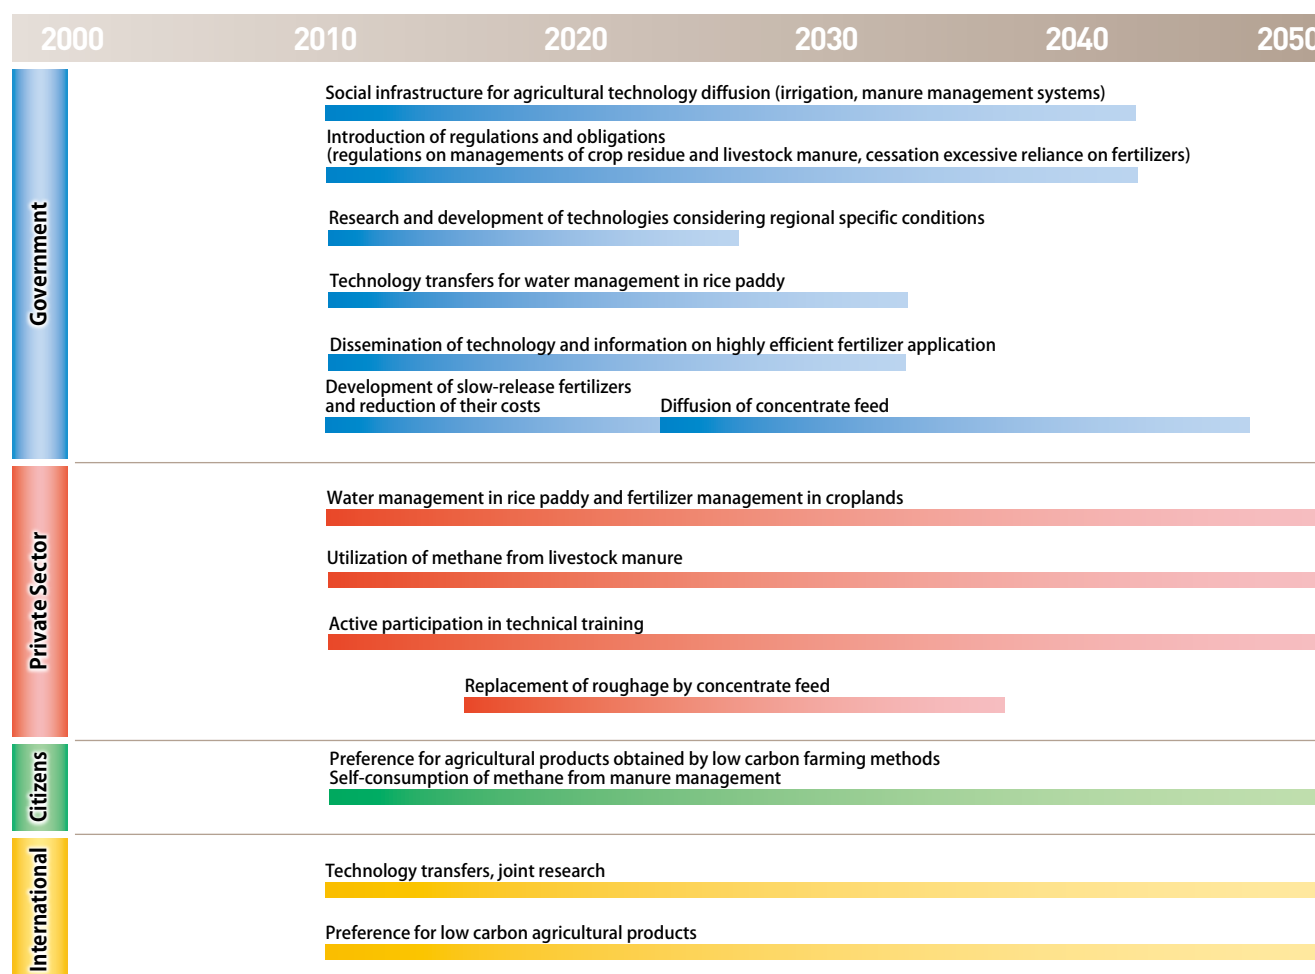 2000 2010 2020 2030 2040 2050
Government
Social infrastructure for agricultural technology diffusion (irrigation, manure management systems)
Introduction of regulations and obligations
(regulations on managements of crop residue and livestock manure, cessation excessive reliance on fertilizers)
Research and development of technologies considering regional specific conditions
Technology transfers for water management in rice paddy
Dissemination of technology and information on highly efficient fertilizer application
Development of slow-release fertilizers
and reduction of their costs
Diffusion of concentrate feed
Private Sector
Water management in rice paddy and fertilizer management in croplands
Utilization of methane from livestock manure
Active participation in technical training
Replacement of roughage by concentrate feed
Citizens
Preference for agricultural products obtained by low carbon farming methods
Self-consumption of methane from manure management
International
Technology transfers, joint research
Preference for low carbon agricultural products